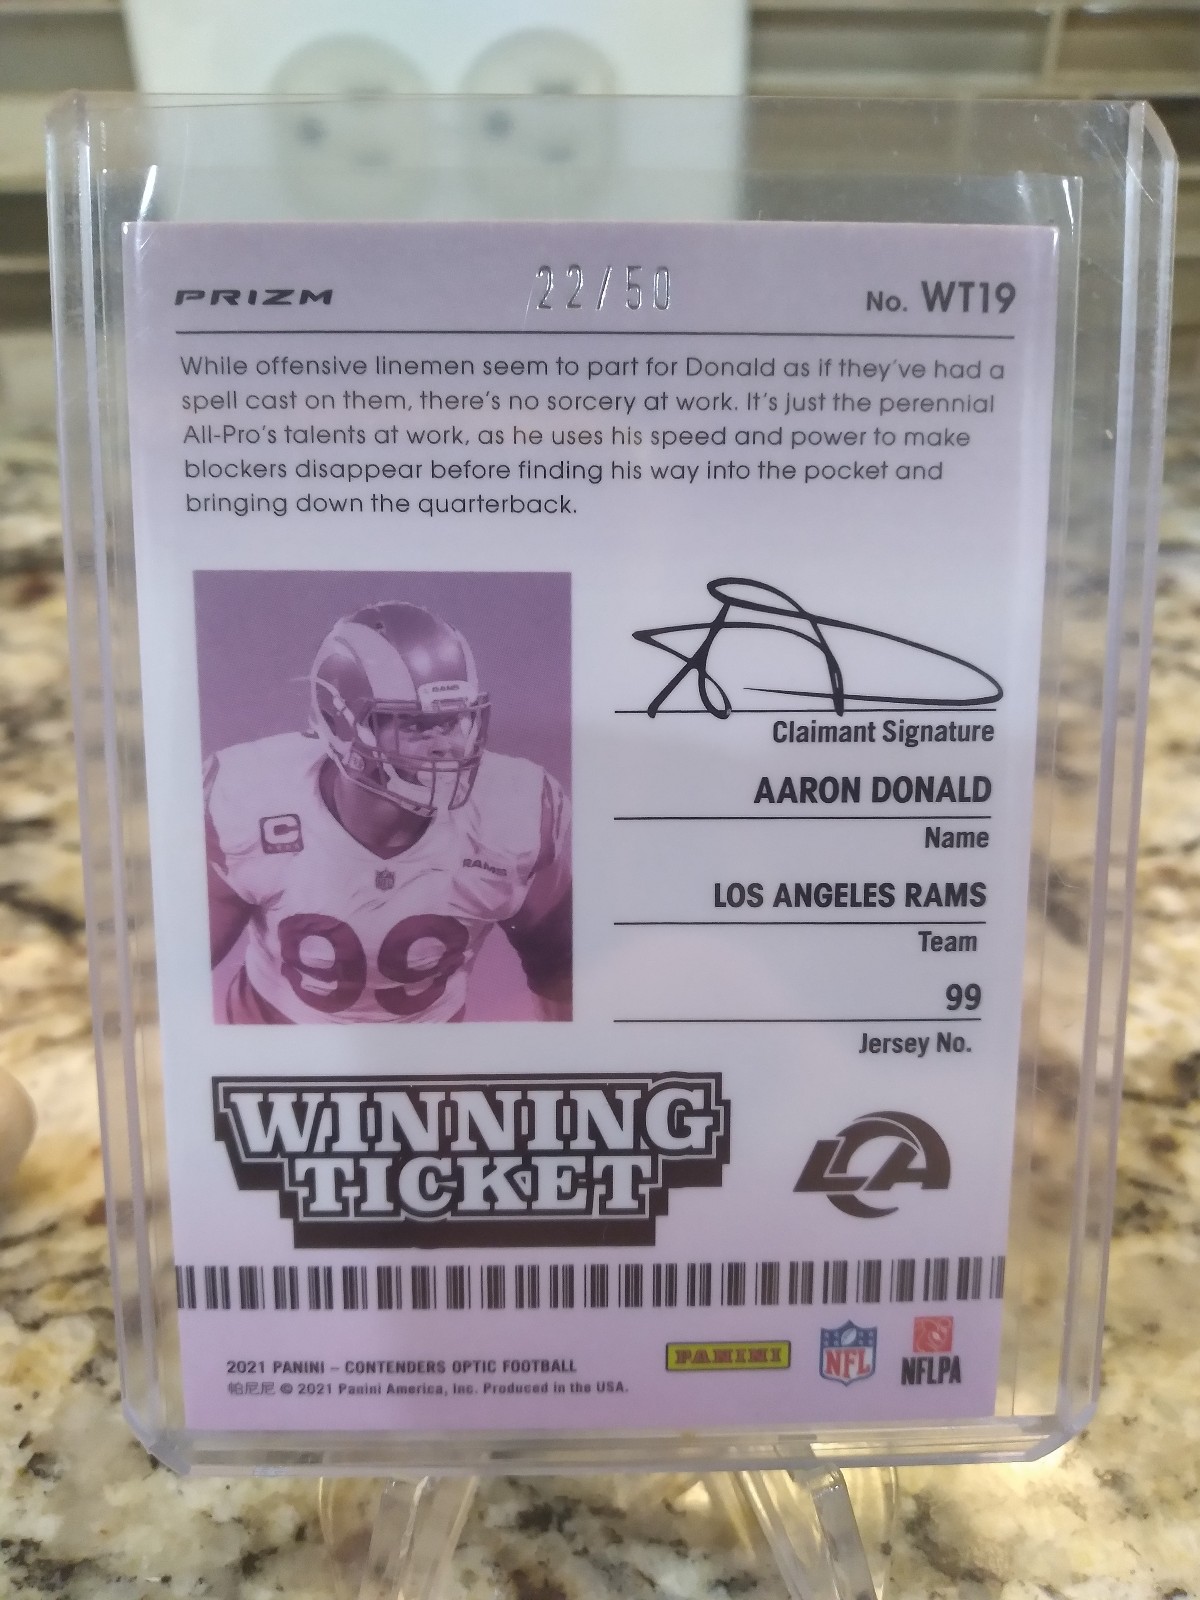 PRIZM
22/50
No. WT19
While offensive linemen seem to part for Donald as if they've had a
spell cast on them, there's no sorcery at work. It's just the perennial
All-Pro's talents at work, as he uses his speed and power to make
blockers disappear before finding his way into the pocket and
bringing down the quarterback.
RAMS
C
RAMS
NFL
99
Claimant Signature
AARON DONALD
Name
LOS ANGELES RAMS
Team
99
Jersey No.
WINNING
TICKET
LA
2021 PANINI – CONTENDERS OPTIC FOOTBALL
帕尼尼 © 2021 Panini America, Inc. Produced in the USA.
PANINI
NFL
NFLPA